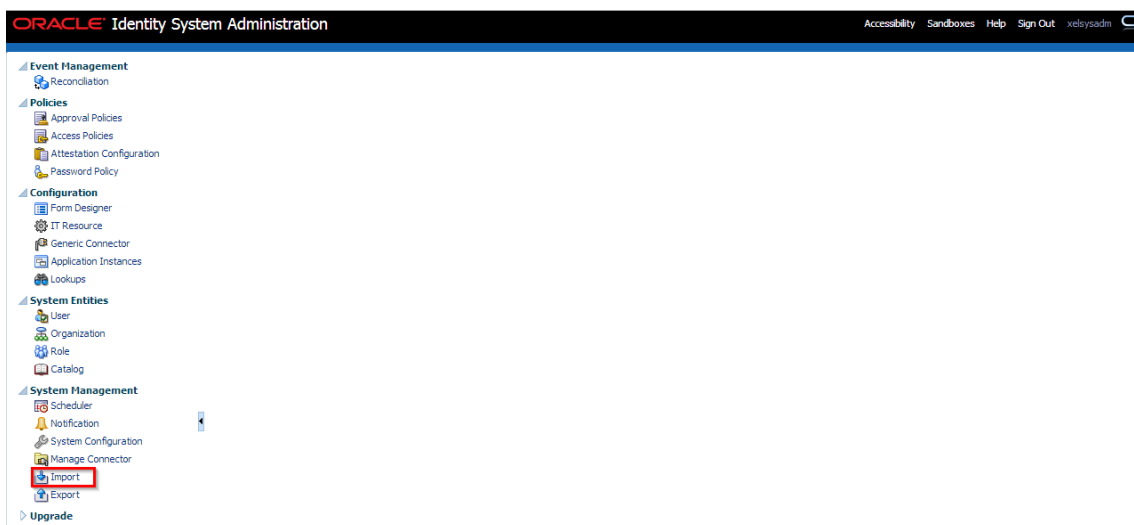 ORACLE® Identity System Administration
Accessibility Sandboxes Help Sign Out xelsysadm
Event Management
Reconciliation
Policies
Approval Policies
Access Policies
Attestation Configuration
Password Policy
Configuration
Form Designer
IT Resource
Generic Connector
Application Instances
Lookups
System Entities
User
Organization
Role
Catalog
System Management
Scheduler
Notification
System Configuration
Manage Connector
Import
Export
Upgrade